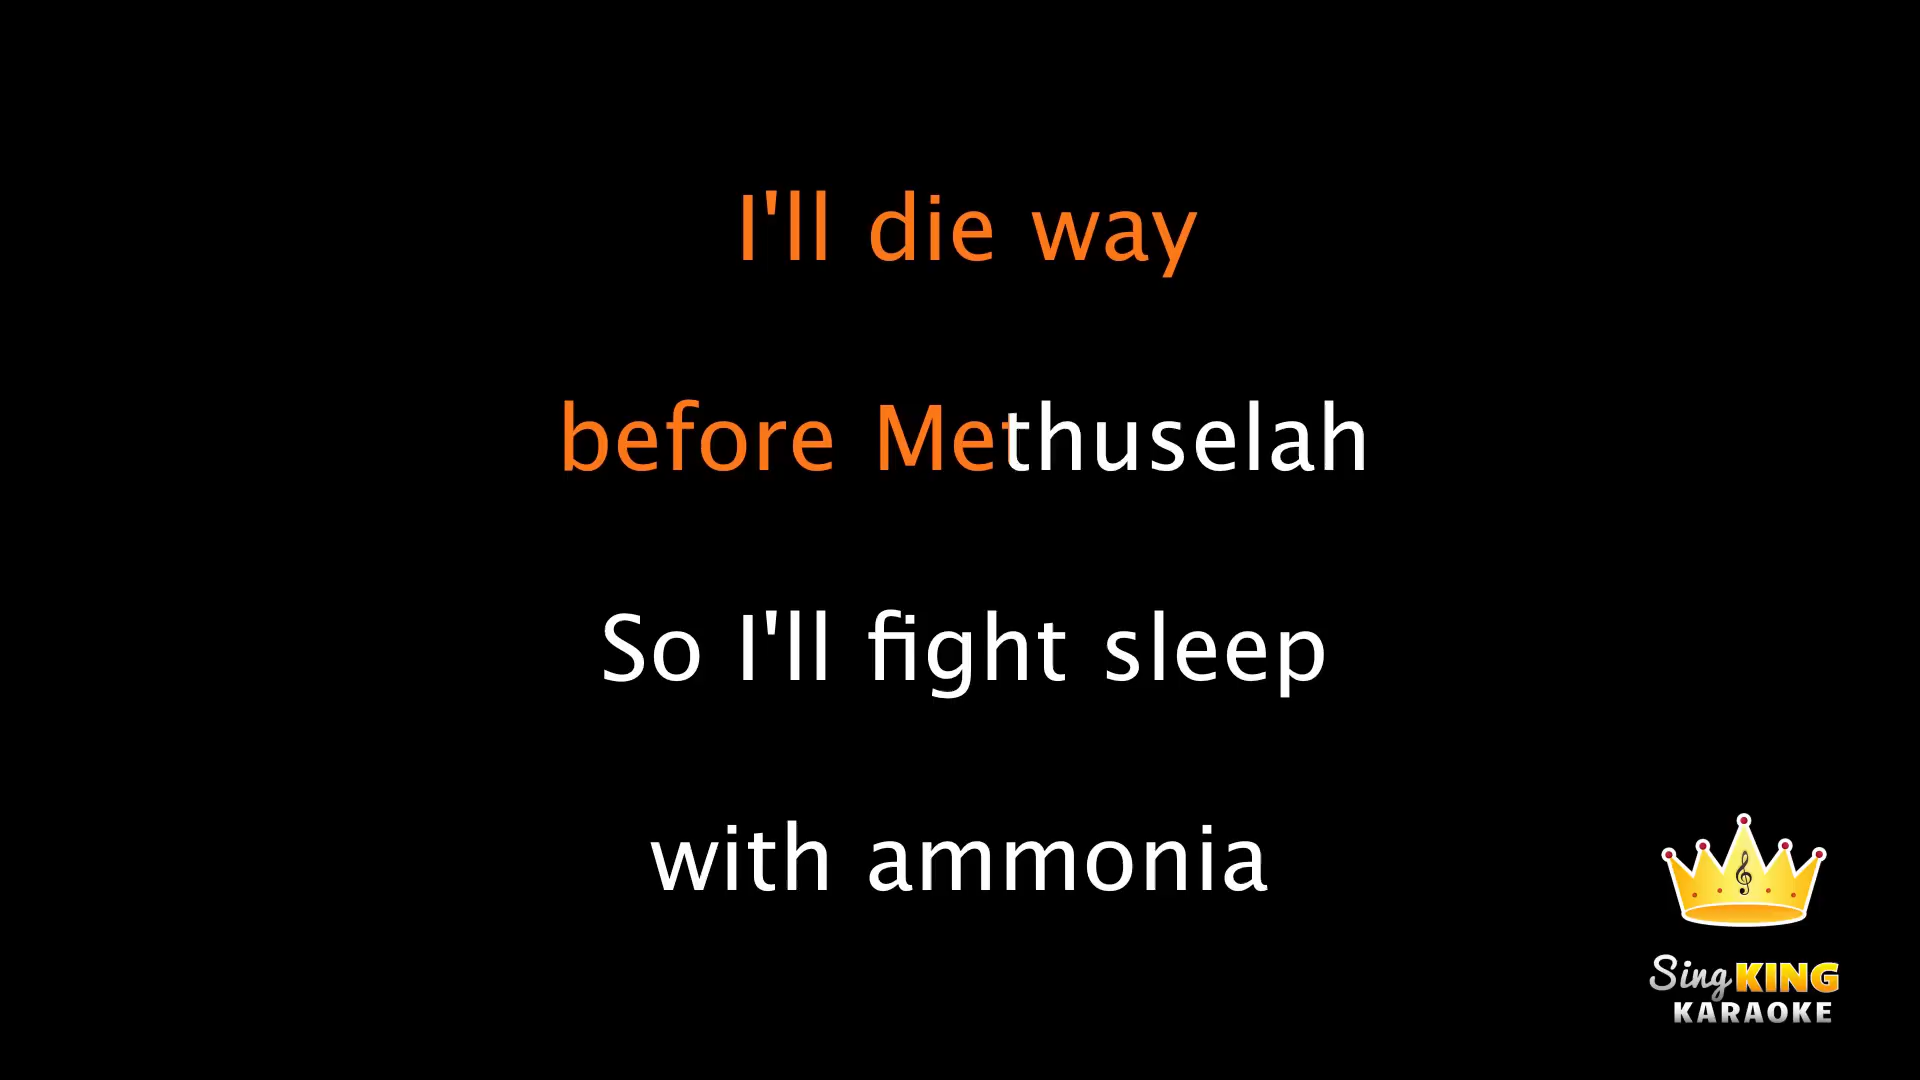 I'll die way
before Methuselah
So I'll fight sleep
with ammonia
Sing KING
KARAOKE